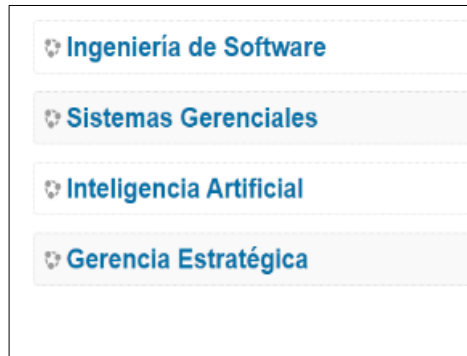 Ingeniería de Software
Sistemas Gerenciales
Inteligencia Artificial
Gerencia Estratégica